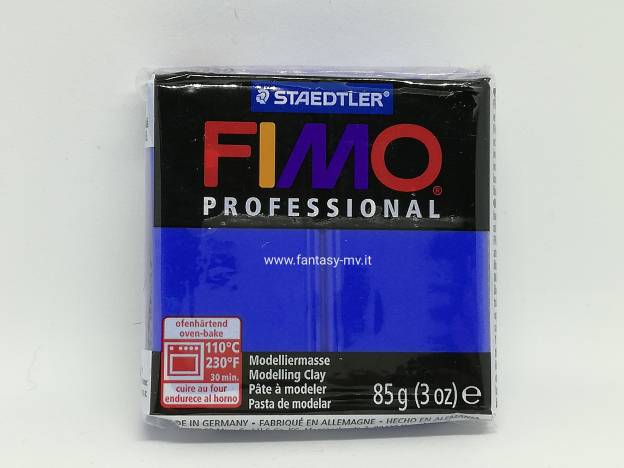 STAEDTLER®
FIMO®
PROFESSIONAL
www.fantasy-mv.it
ofenhärtend
oven-bake
110°C
230°F
30 min.
cuire au four
endurece al horno
Modelliermasse
Modelling Clay
Pâte à modeler
Pasta de modelar
85 g (3 oz) e
DE IN GERMANY • FABRIQUÉ EN ALLEMAGNE • HECHO EN ALEMANIA